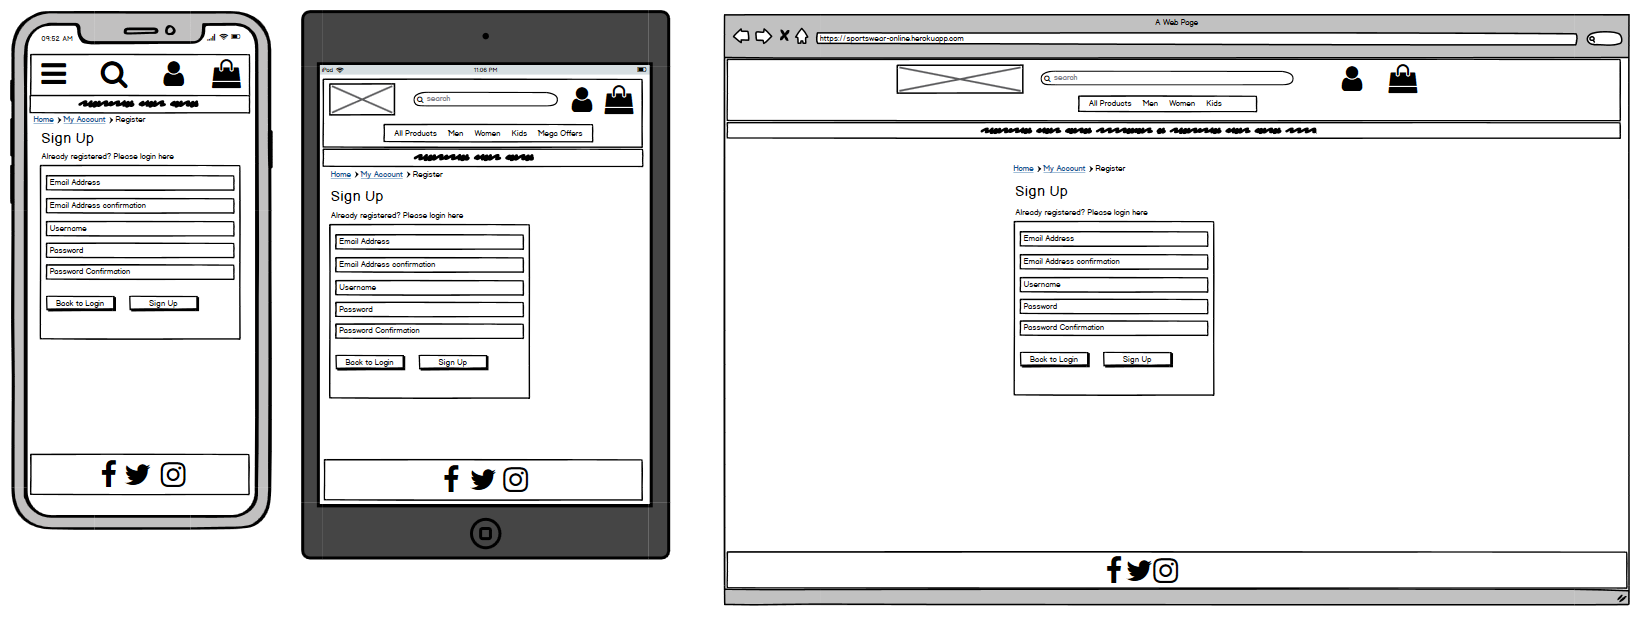 09:52 AM
Home > My Account > Register
Sign Up
Already registered? Please login here
Email Address
Email Address confirmation
Username
Password
Password Confirmation
Back to Login
Sign Up
iPad
11:06 PM
search
All Products Men Women Kids Mega Offers
Home > My Account > Register
Sign Up
Already registered? Please login here
Email Address
Email Address confirmation
Username
Password
Password Confirmation
Back to Login
Sign Up
A Web Page
https://sportswear-online.herokuapp.com
search
All Products Men Women Kids
Home > My Account > Register
Sign Up
Already registered? Please login here
Email Address
Email Address confirmation
Username
Password
Password Confirmation
Back to Login
Sign Up